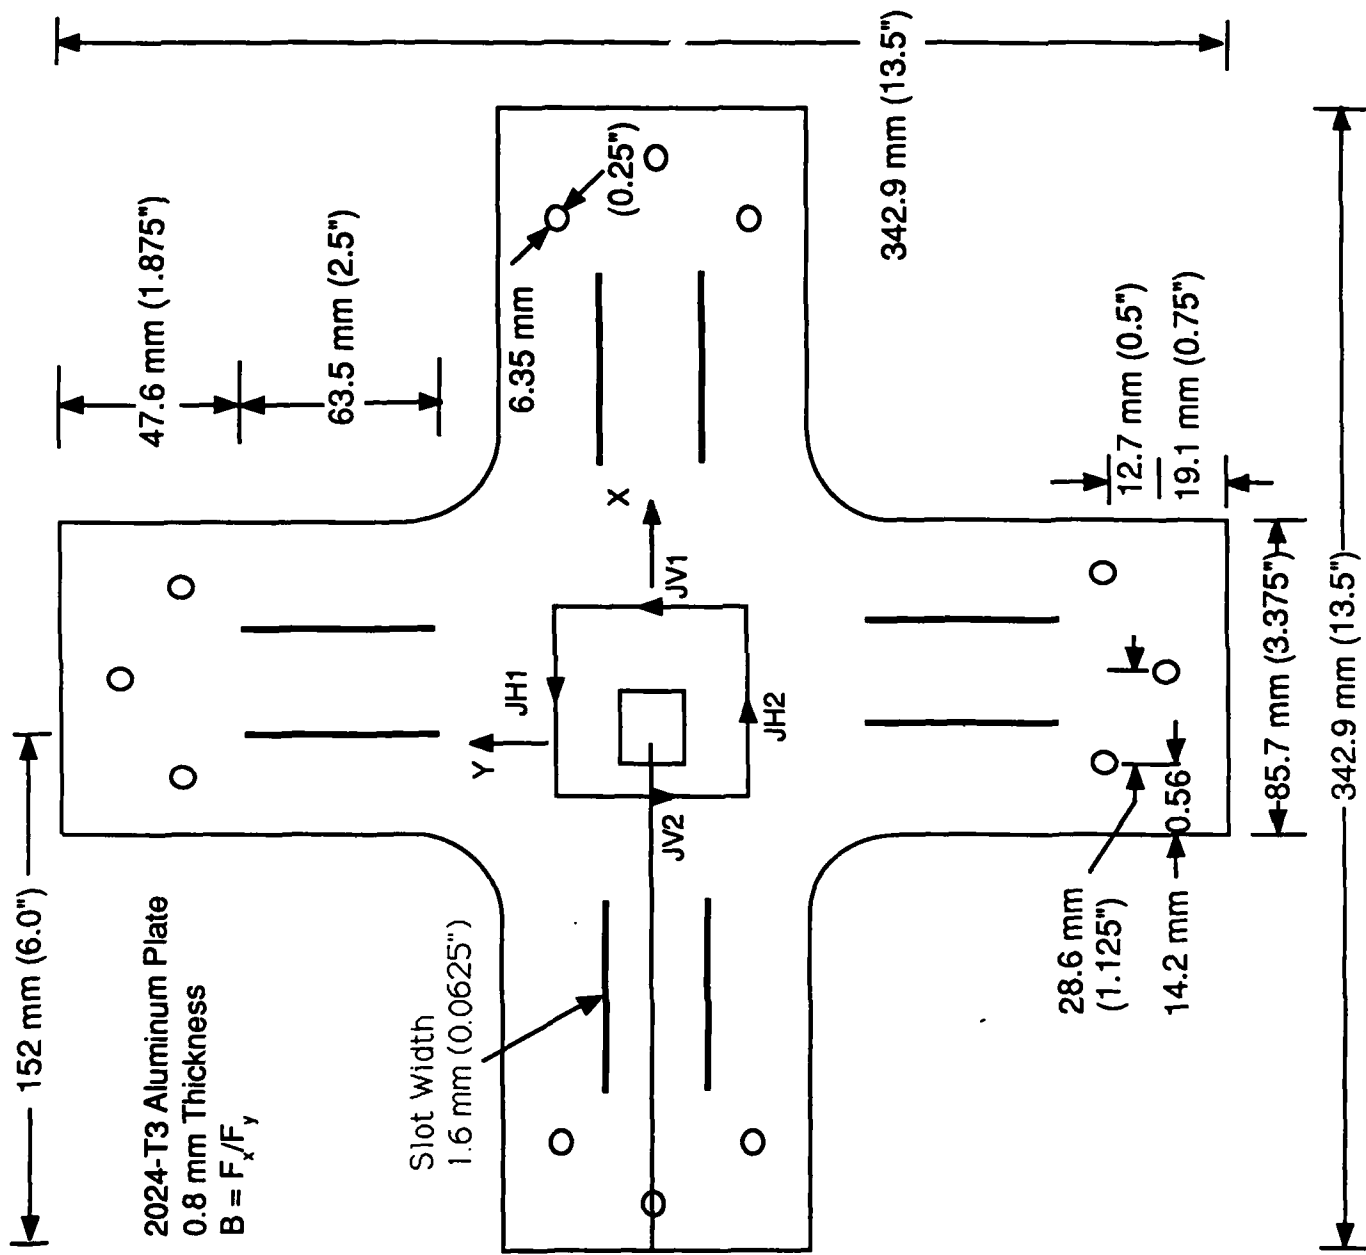 152 mm (6.0")
2024-T3 Aluminum Plate
0.8 mm Thickness
B = Fₓ/Fᵧ
47.6 mm (1.875")
63.5 mm (2.5")
342.9 mm (13.5")
6.35 mm
(0.25")
Slot Width
1.6 mm (0.0625")
Y
X
JH1
JV1
JH2
JV2
12.7 mm (0.5")
19.1 mm (0.75")
28.6 mm
(1.125")
14.2 mm
0.56
85.7 mm (3.375")
342.9 mm (13.5")